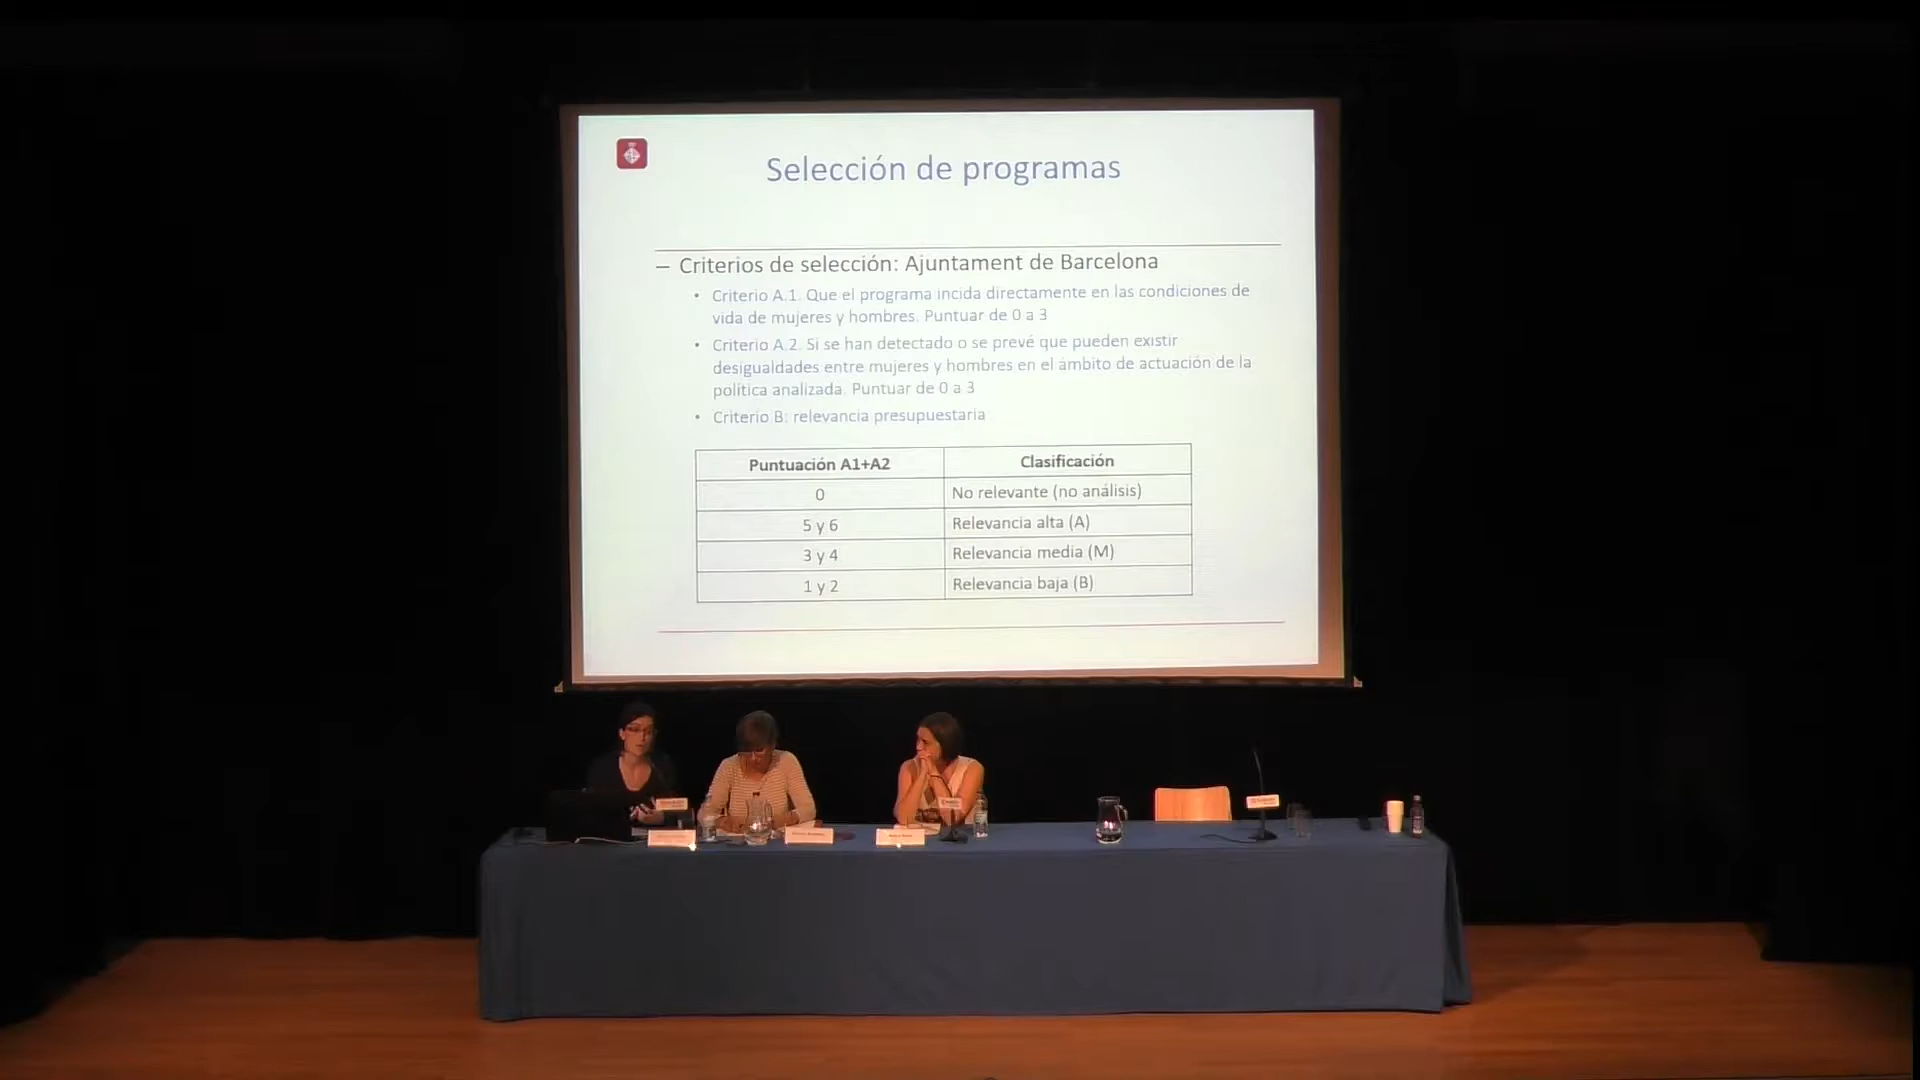 Selección de programas
– Criterios de selección: Ajuntament de Barcelona
• Criterio A.1. Que el programa incida directamente en las condiciones de
vida de mujeres y hombres. Puntuar de 0 a 3
• Criterio A.2. Si se han detectado o se prevé que pueden existir
desigualdades entre mujeres y hombres en el ámbito de actuación de la
política analizada. Puntuar de 0 a 3
• Criterio B: relevancia presupuestaria
Puntuación A1+A2 Clasificación
0 No relevante (no análisis)
5 y 6 Relevancia alta (A)
3 y 4 Relevancia media (M)
1 y 2 Relevancia baja (B)